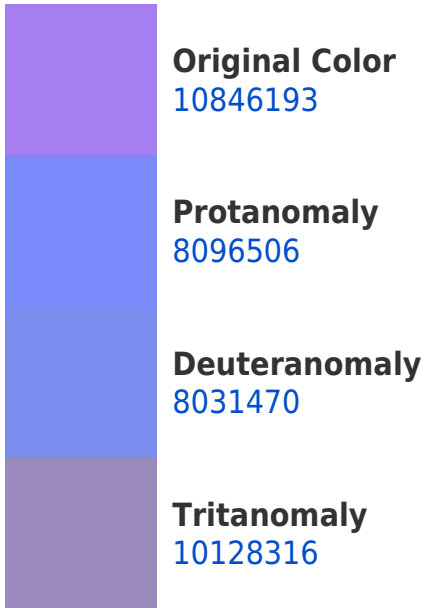 Original Color
10846193
Protanomaly
8096506
Deuteranomaly
8031470
Tritanomaly
10128316